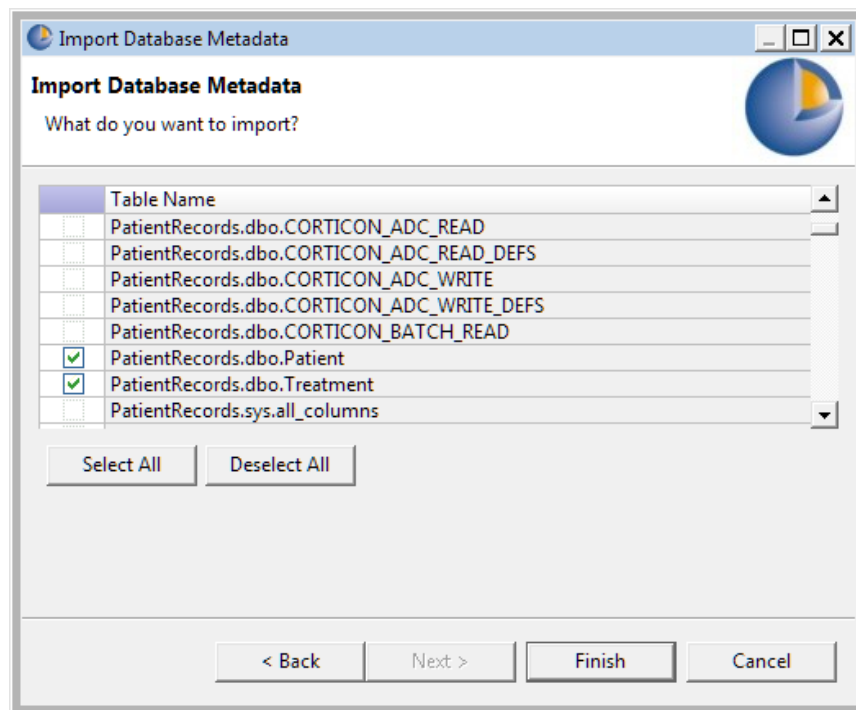 Import Database Metadata
Import Database Metadata
What do you want to import?
Table Name
PatientRecords.dbo.CORTICON_ADC_READ
PatientRecords.dbo.CORTICON_ADC_READ_DEFS
PatientRecords.dbo.CORTICON_ADC_WRITE
PatientRecords.dbo.CORTICON_ADC_WRITE_DEFS
PatientRecords.dbo.CORTICON_BATCH_READ
PatientRecords.dbo.Patient
PatientRecords.dbo.Treatment
PatientRecords.sys.all_columns
Select All Deselect All
< Back Next > Finish Cancel